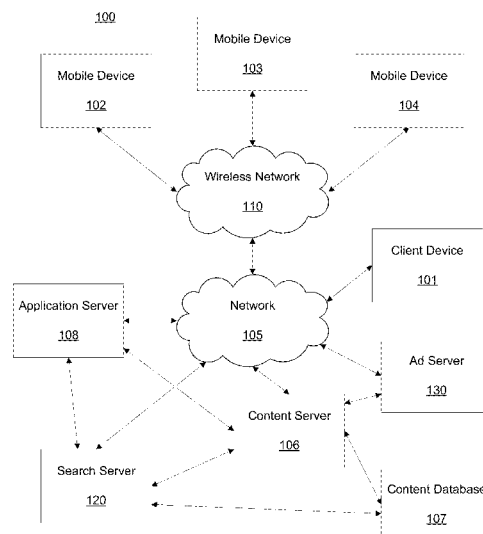 100
Mobile Device
103
Mobile Device
102
Mobile Device
104
Wireless Network
110
Client Device
101
Application Server
108
Network
105
Ad Server
130
Content Server
106
Search Server
120
Content Database
107